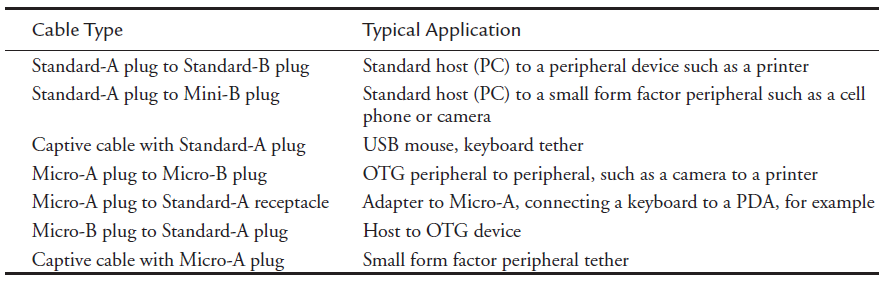 Cable Type Typical Application
Standard-A plug to Standard-B plug Standard host (PC) to a peripheral device such as a printer
Standard-A plug to Mini-B plug Standard host (PC) to a small form factor peripheral such as a cell
phone or camera
Captive cable with Standard-A plug USB mouse, keyboard tether
Micro-A plug to Micro-B plug OTG peripheral to peripheral, such as a camera to a printer
Micro-A plug to Standard-A receptacle Adapter to Micro-A, connecting a keyboard to a PDA, for example
Micro-B plug to Standard-A plug Host to OTG device
Captive cable with Micro-A plug Small form factor peripheral tether